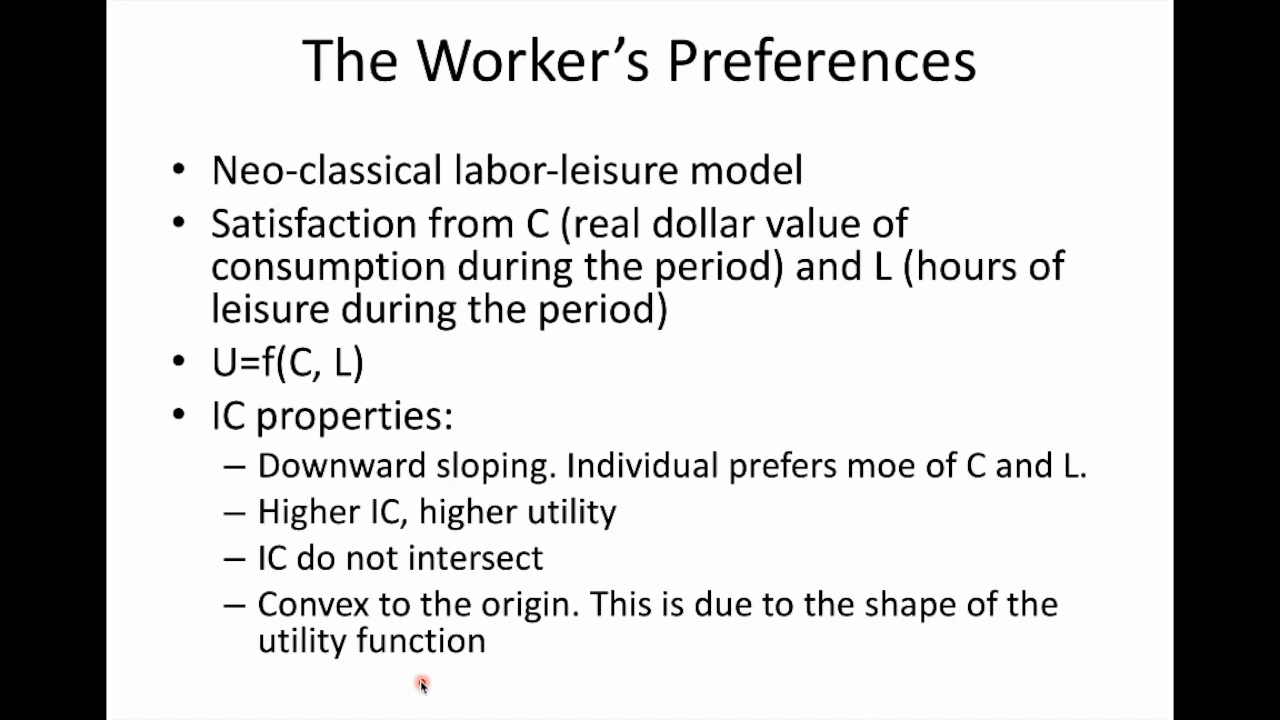 The Worker’s Preferences
• Neo-classical labor-leisure model
• Satisfaction from C (real dollar value of
consumption during the period) and L (hours of
leisure during the period)
• U=f(C, L)
• IC properties:
– Downward sloping. Individual prefers moe of C and L.
– Higher IC, higher utility
– IC do not intersect
– Convex to the origin. This is due to the shape of the
utility function